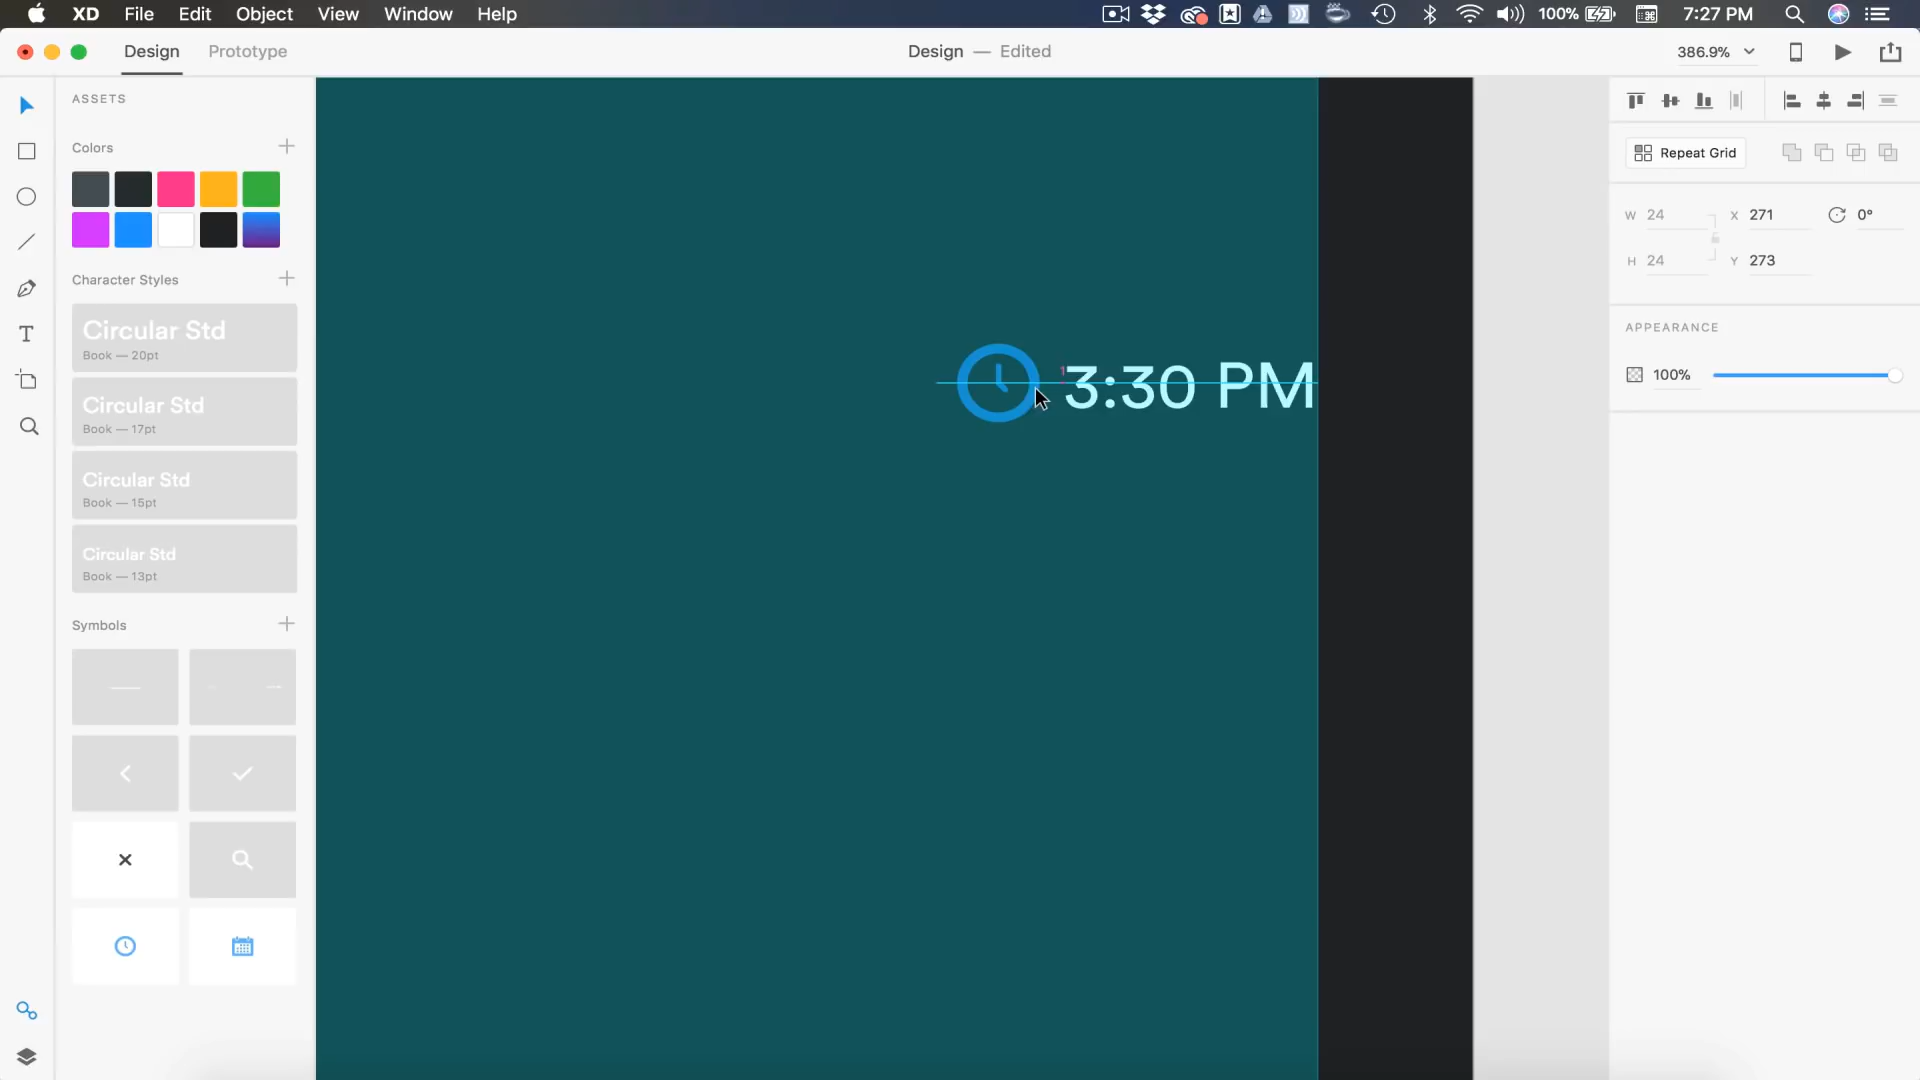 XD File Edit Object View Window Help 100% 7:27 PM
Design Prototype Design — Edited 386.9%
ASSETS
Colors
Character Styles
Circular Std
Book — 20pt
Circular Std
Book — 17pt
Circular Std
Book — 15pt
Circular Std
Book — 13pt
Symbols
1
3:30 PM
Repeat Grid
W 24 X 271 0°
H 24 Y 273
APPEARANCE
100%